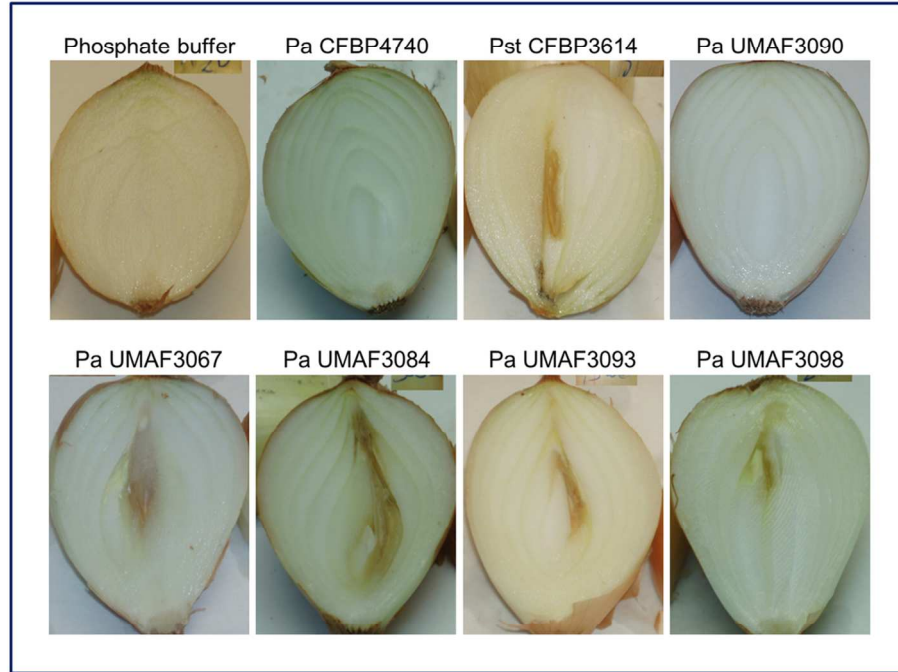 Phosphate buffer
Pa CFBP4740
Pst CFBP3614
Pa UMAF3090
Pa UMAF3067
Pa UMAF3084
Pa UMAF3093
Pa UMAF3098